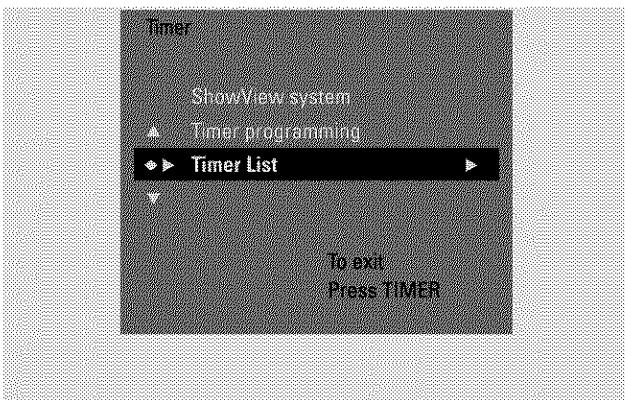 Timer
ShowView system
Timer programming
Timer List
To exit
Press TIMER